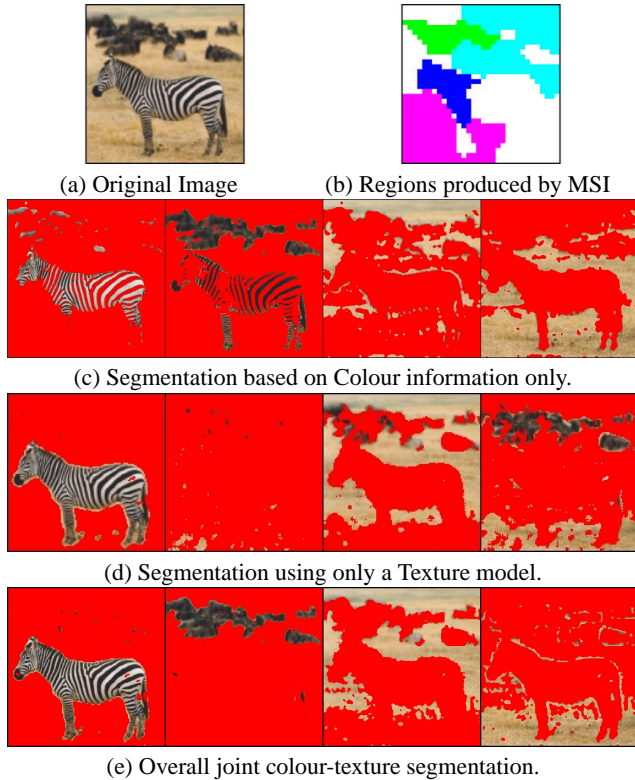 (a) Original Image
(b) Regions produced by MSI
(c) Segmentation based on Colour information only.
(d) Segmentation using only a Texture model.
(e) Overall joint colour-texture segmentation.